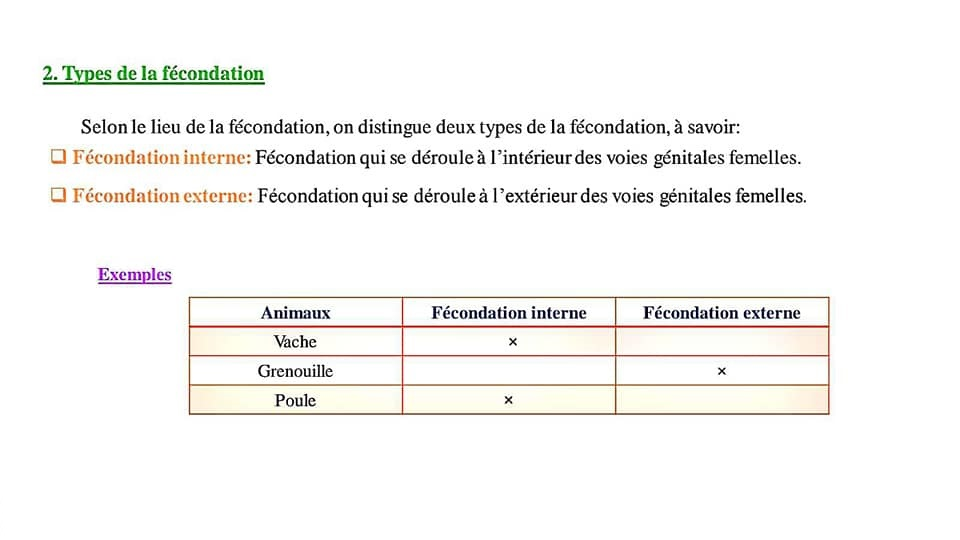 2. Types de la fécondation
Selon le lieu de la fécondation, on distingue deux types de la fécondation, à savoir:
❑ Fécondation interne: Fécondation qui se déroule à l’intérieur des voies génitales femelles.
❑ Fécondation externe: Fécondation qui se déroule à l’extérieur des voies génitales femelles.
Exemples
Animaux Fécondation interne Fécondation externe
Vache ×
Grenouille ×
Poule ×